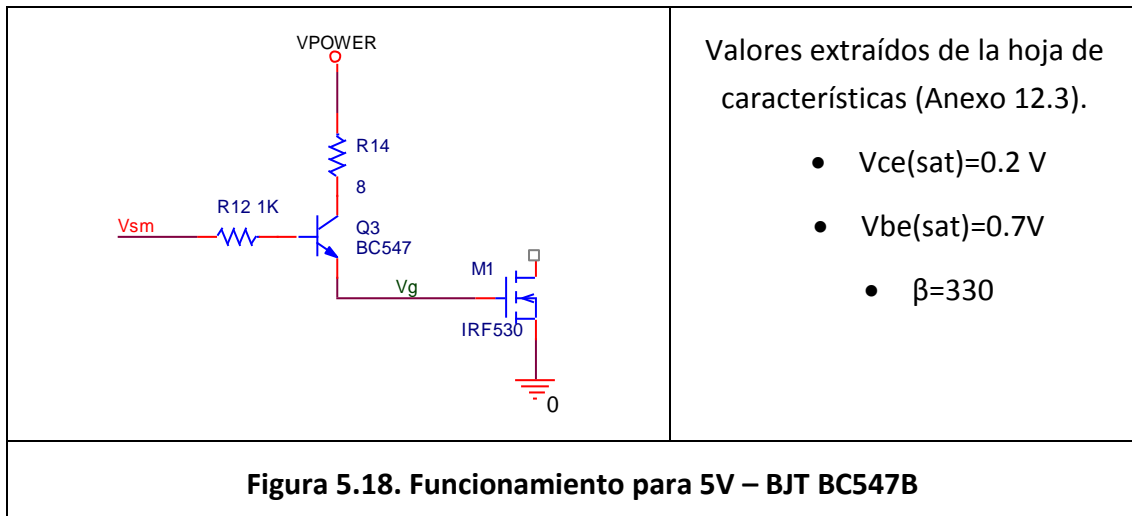 VPOWER
R14
8
R12 1K
Vsm
Q3
BC547
M1
Vg
IRF530
0
Valores extraídos de la hoja de
características (Anexo 12.3).
• Vce(sat)=0.2 V
• Vbe(sat)=0.7V
• β=330
Figura 5.18. Funcionamiento para 5V – BJT BC547B